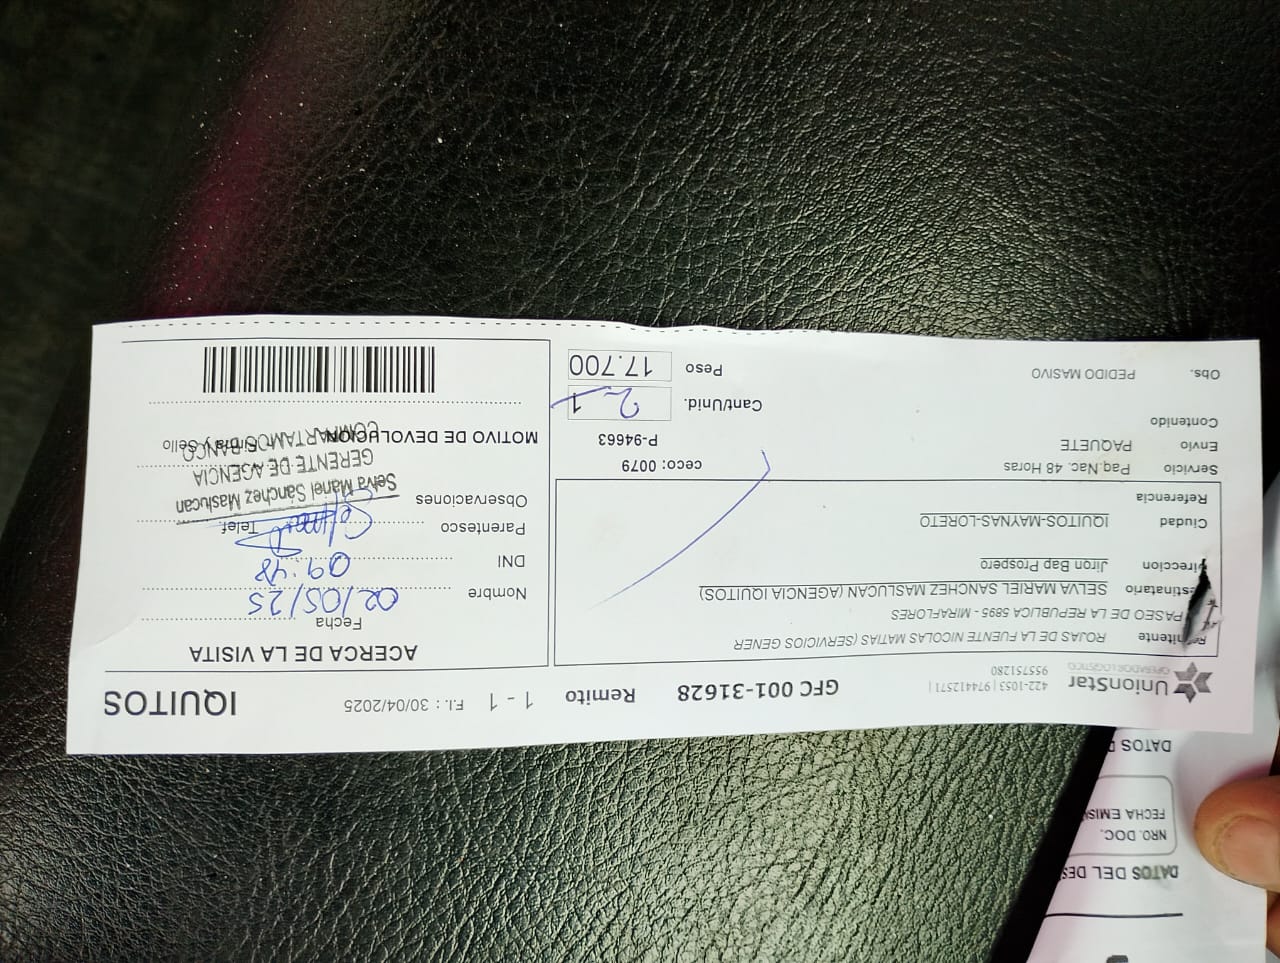 UnionStar
OPERADOR LOGISTICO
422-1053 | 974412571 |
955751280
GFC 001-31628
Remito
1 - 1
F.I. : 30/04/2025
IQUITOS
ROJAS DE LA FUENTE NICOLAS MATIAS (SERVICIOS GENER
PASEO DE LA REPUBLICA 5895 - MIRAFLORES
stinatario SELVA MARIEL SANCHEZ MASLUCAN (AGENCIA IQUITOS)
Direccion Jiron Bap Prospero
Ciudad IQUITOS-MAYNAS-LORETO
Referencia
Servicio Paq.Nac. 48 Horas
ceco: 0079
Envio PAQUETE
P-94663
Contenido
Cant/Unid. 2 1
Obs. PEDIDO MASIVO
Peso 17.700
ACERCA DE LA VISITA
Fecha
02/05/25
Nombre
09:48
DNI
Parentesco
Telef.
Observaciones
Selva Mariel Sánchez Maslucan
GERENTE DE AGENCIA
COMPARTAMOS BANCO
MOTIVO DE DEVOLUCION
Firma y Sello
DATOS D
FECHA EMIS
NRO. DOC.
DATOS DEL DES